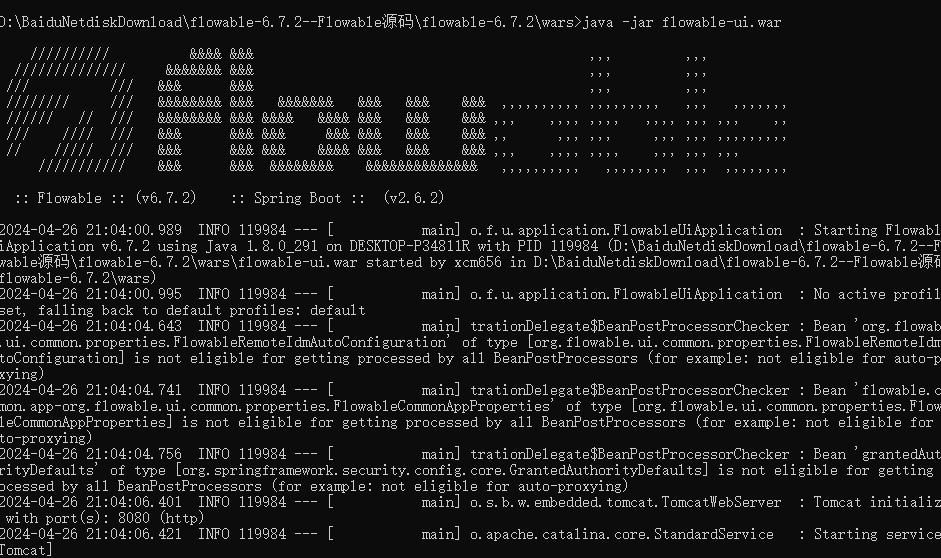 D:\BaiduNetdiskDownload\flowable-6.7.2--Flowable源码\flowable-6.7.2\wars>java -jar flowable-ui.war
:: Flowable :: (v6.7.2)    :: Spring Boot ::  (v2.6.2)
2024-04-26 21:04:00.989  INFO 119984 --- [           main] o.f.u.application.FlowableUiApplication  : Starting Flowabl
iApplication v6.7.2 using Java 1.8.0_291 on DESKTOP-P34811R with PID 119984 (D:\BaiduNetdiskDownload\flowable-6.7.2--F
wable源码\flowable-6.7.2\wars\flowable-ui.war started by xcm656 in D:\BaiduNetdiskDownload\flowable-6.7.2--Flowable源码
flowable-6.7.2\wars)
2024-04-26 21:04:00.995  INFO 119984 --- [           main] o.f.u.application.FlowableUiApplication  : No active profil
set, falling back to default profiles: default
2024-04-26 21:04:04.643  INFO 119984 --- [           main] trationDelegate$BeanPostProcessorChecker : Bean 'org.flowab
.ui.common.properties.FlowableRemoteIdmAutoConfiguration' of type [org.flowable.ui.common.properties.FlowableRemoteIdm
toConfiguration] is not eligible for getting processed by all BeanPostProcessors (for example: not eligible for auto-p
xying)
2024-04-26 21:04:04.741  INFO 119984 --- [           main] trationDelegate$BeanPostProcessorChecker : Bean 'flowable.c
mon.app-org.flowable.ui.common.properties.FlowableCommonAppProperties' of type [org.flowable.ui.common.properties.Flow
leCommonAppProperties] is not eligible for getting processed by all BeanPostProcessors (for example: not eligible for
to-proxying)
2024-04-26 21:04:04.756  INFO 119984 --- [           main] trationDelegate$BeanPostProcessorChecker : Bean 'grantedAut
rityDefaults' of type [org.springframework.security.config.core.GrantedAuthorityDefaults] is not eligible for getting
ocessed by all BeanPostProcessors (for example: not eligible for auto-proxying)
2024-04-26 21:04:06.401  INFO 119984 --- [           main] o.s.b.w.embedded.tomcat.TomcatWebServer  : Tomcat initializ
with port(s): 8080 (http)
2024-04-26 21:04:06.421  INFO 119984 --- [           main] o.apache.catalina.core.StandardService   : Starting service
Tomcat]